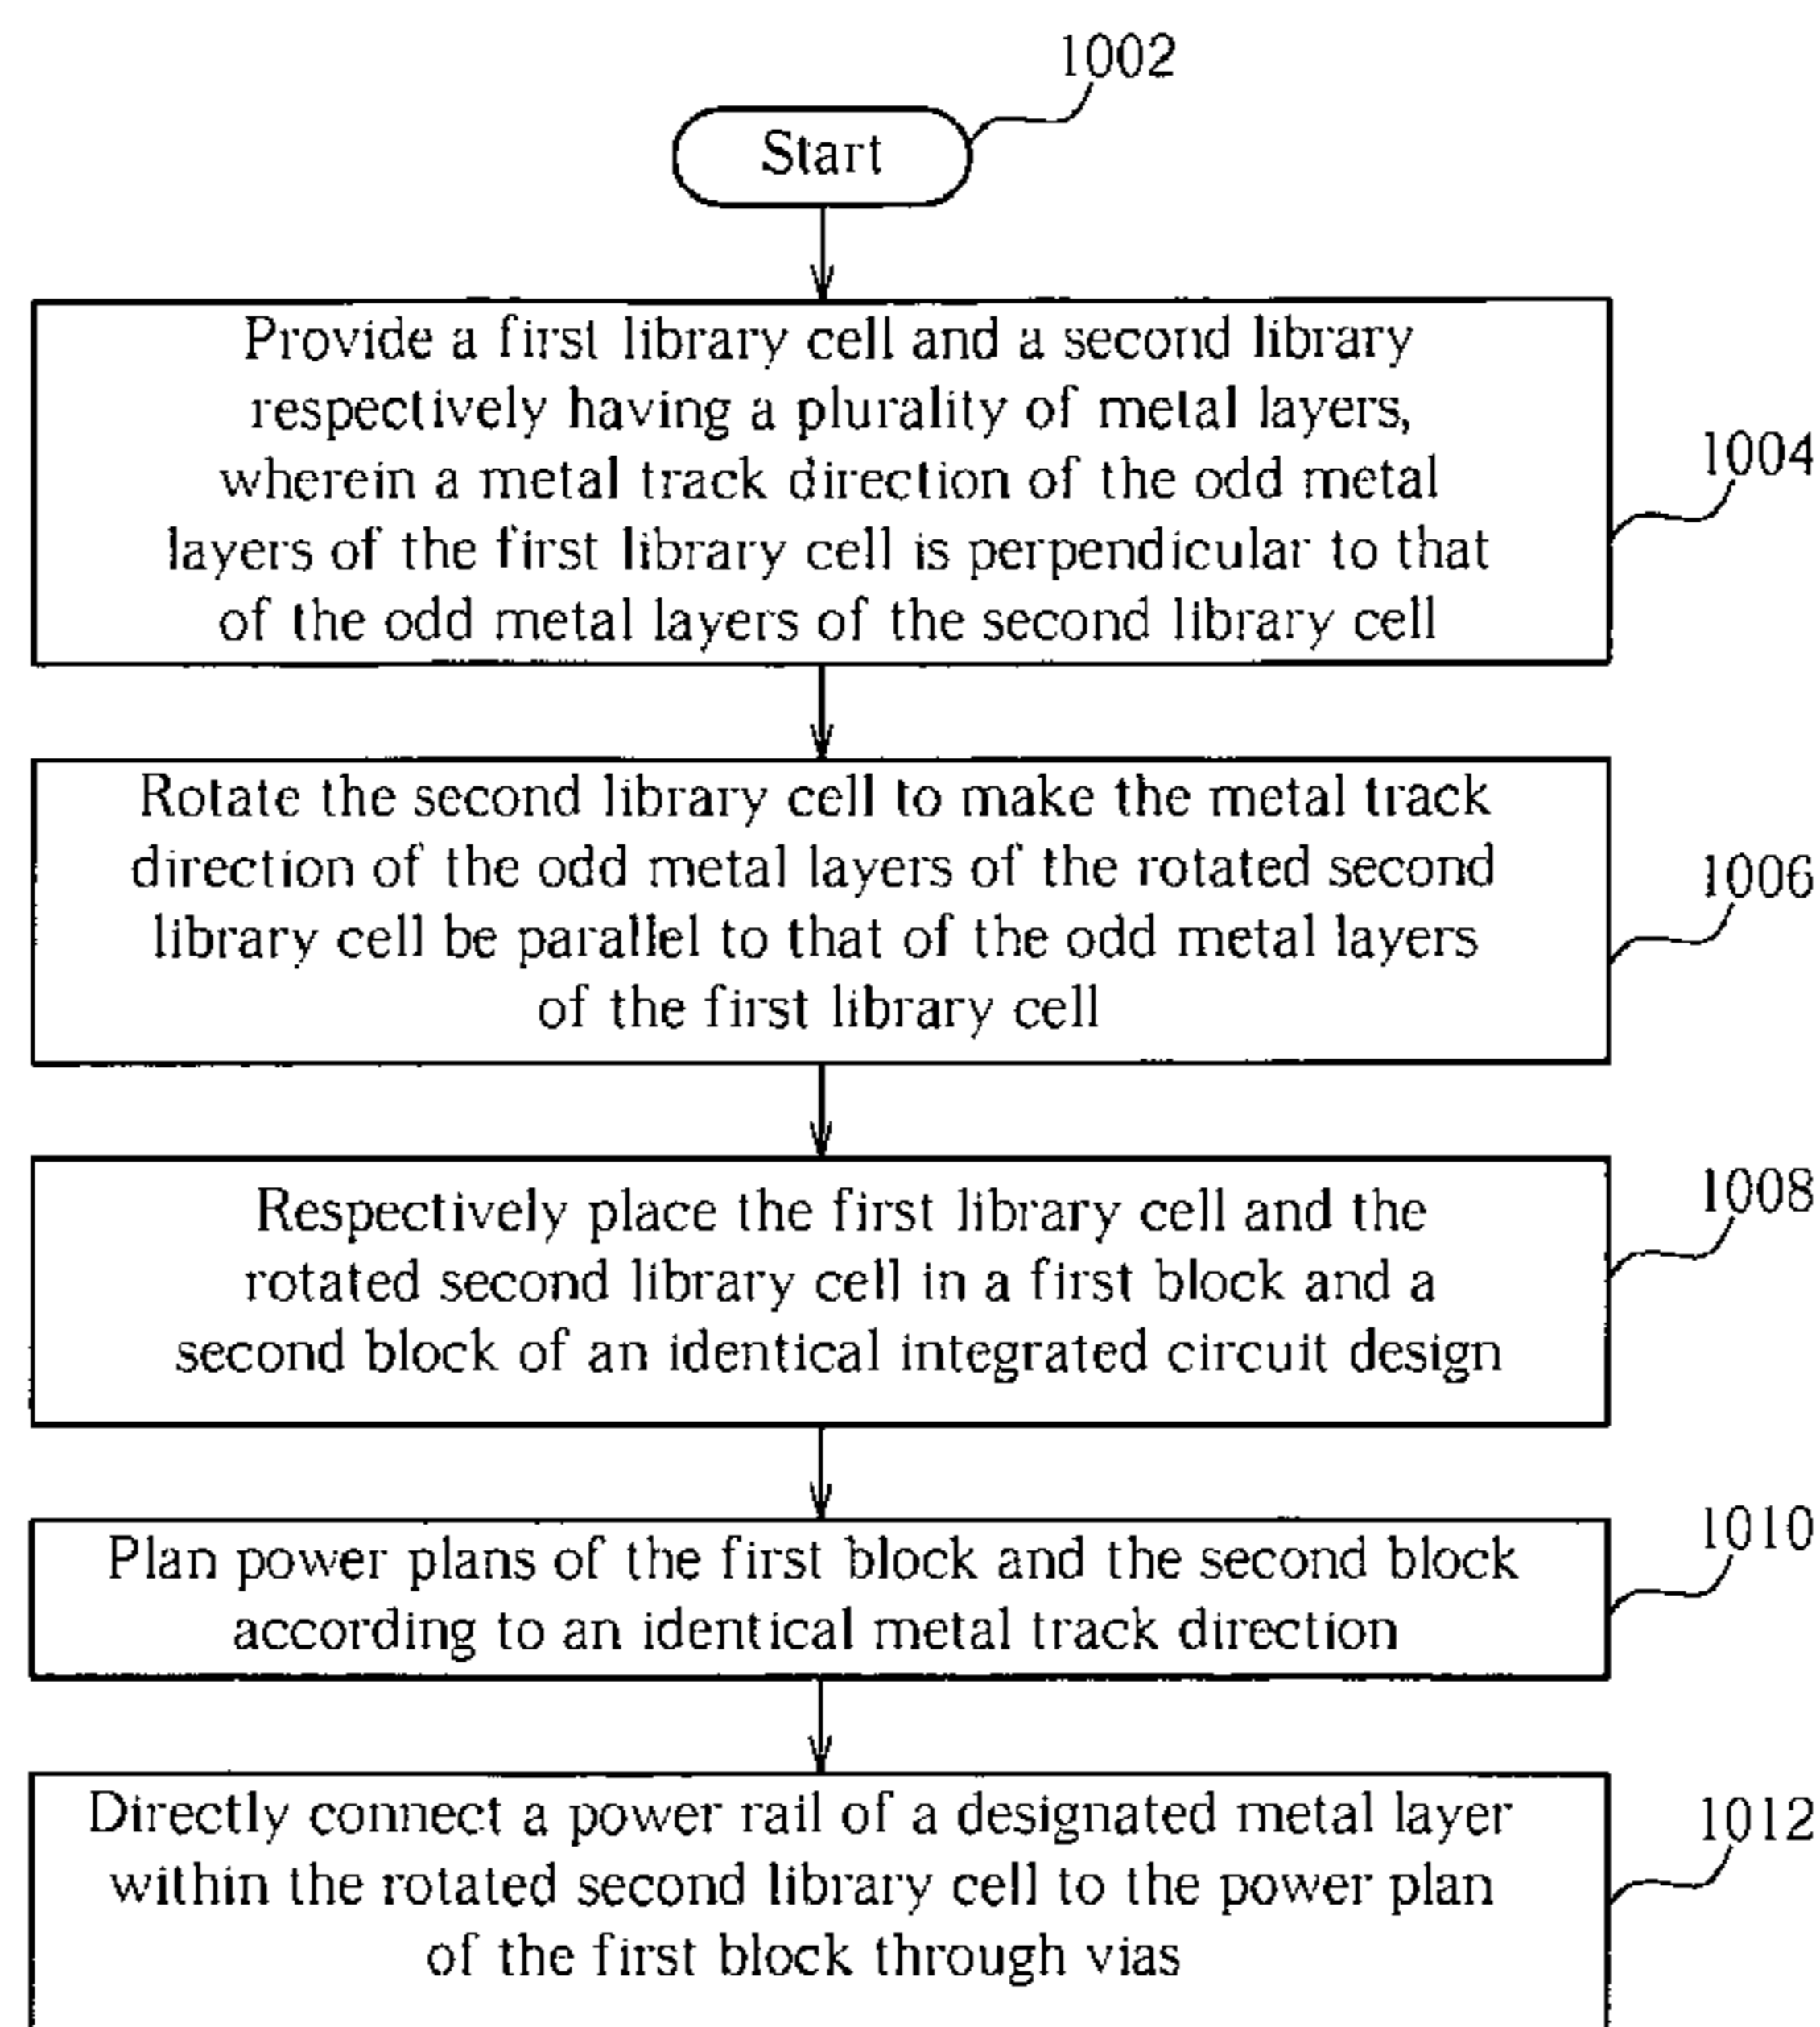 1002
Start
Provide a first library cell and a second library
respectively having a plurality of metal layers,
wherein a metal track direction of the odd metal
layers of the first library cell is perpendicular to that
of the odd metal layers of the second library cell
1004
Rotate the second library cell to make the metal track
direction of the odd metal layers of the rotated second
library cell be parallel to that of the odd metal layers
of the first library cell
1006
Respectively place the first library cell and the
rotated second library cell in a first block and a
second block of an identical integrated circuit design
1008
Plan power plans of the first block and the second block
according to an identical metal track direction
1010
Directly connect a power rail of a designated metal layer
within the rotated second library cell to the power plan
of the first block through vias
1012